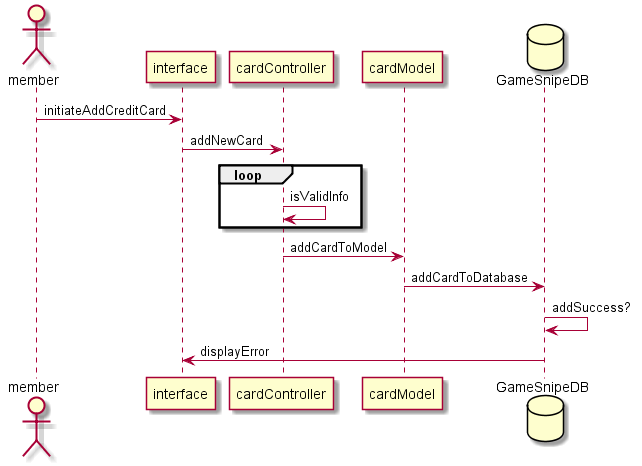 member
interface
cardController
cardModel
GameSnipeDB
initiateAddCreditCard
addNewCard
loop
isValidInfo
addCardToModel
addCardToDatabase
addSuccess?
displayError
member
interface
cardController
cardModel
GameSnipeDB